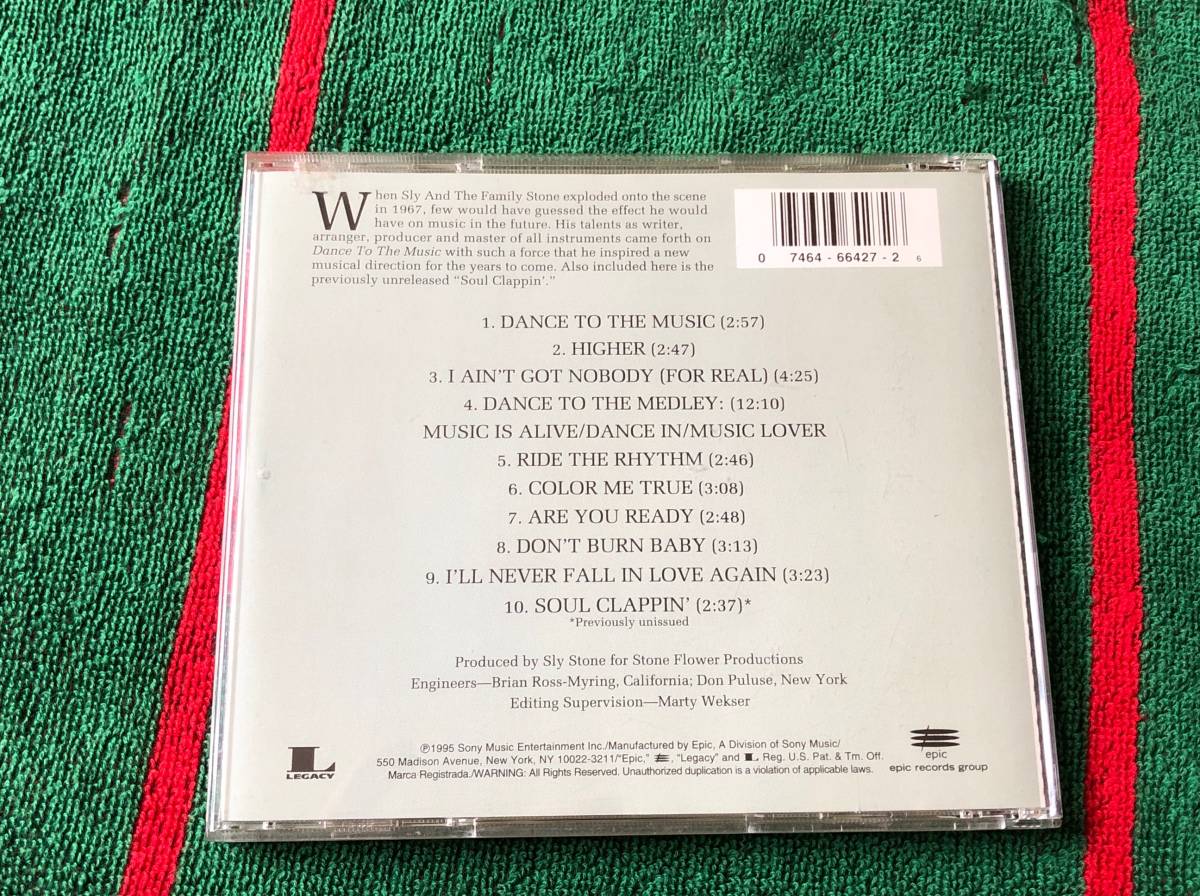 When Sly And The Family Stone exploded onto the scene
in 1967, few would have guessed the effect he would
have on music in the future. His talents as writer,
arranger, producer and master of all instruments came forth on
Dance To The Music with such a force that he inspired a new
musical direction for the years to come. Also included here is the
previously unreleased “Soul Clappin’.”
0 7464-66427-2 6
1. DANCE TO THE MUSIC (2:57)
2. HIGHER (2:47)
3. I AIN’T GOT NOBODY (FOR REAL) (4:25)
4. DANCE TO THE MEDLEY: (12:10)
MUSIC IS ALIVE/DANCE IN/MUSIC LOVER
5. RIDE THE RHYTHM (2:46)
6. COLOR ME TRUE (3:08)
7. ARE YOU READY (2:48)
8. DON’T BURN BABY (3:13)
9. I’LL NEVER FALL IN LOVE AGAIN (3:23)
10. SOUL CLAPPIN’ (2:37)*
*Previously unissued
Produced by Sly Stone for Stone Flower Productions
Engineers—Brian Ross-Myring, California; Don Puluse, New York
Editing Supervision—Marty Wekser
L
LEGACY
℗1995 Sony Music Entertainment Inc./Manufactured by Epic, A Division of Sony Music/
550 Madison Avenue, New York, NY 10022-3211/“Epic,” , “Legacy” and L Reg. U.S. Pat. & Tm. Off.
Marca Registrada./WARNING: All Rights Reserved. Unauthorized duplication is a violation of applicable laws.
epic
epic records group